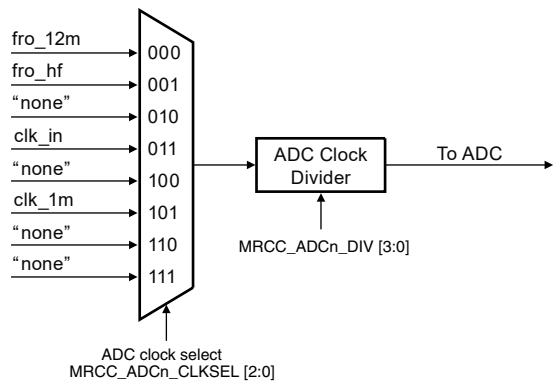 fro_12m
000
fro_hf
001
“none”
010
clk_in
011
“none”
100
clk_1m
101
“none”
110
“none”
111
ADC Clock
Divider
To ADC
MRCC_ADCn_DIV [3:0]
ADC clock select
MRCC_ADCn_CLKSEL [2:0]